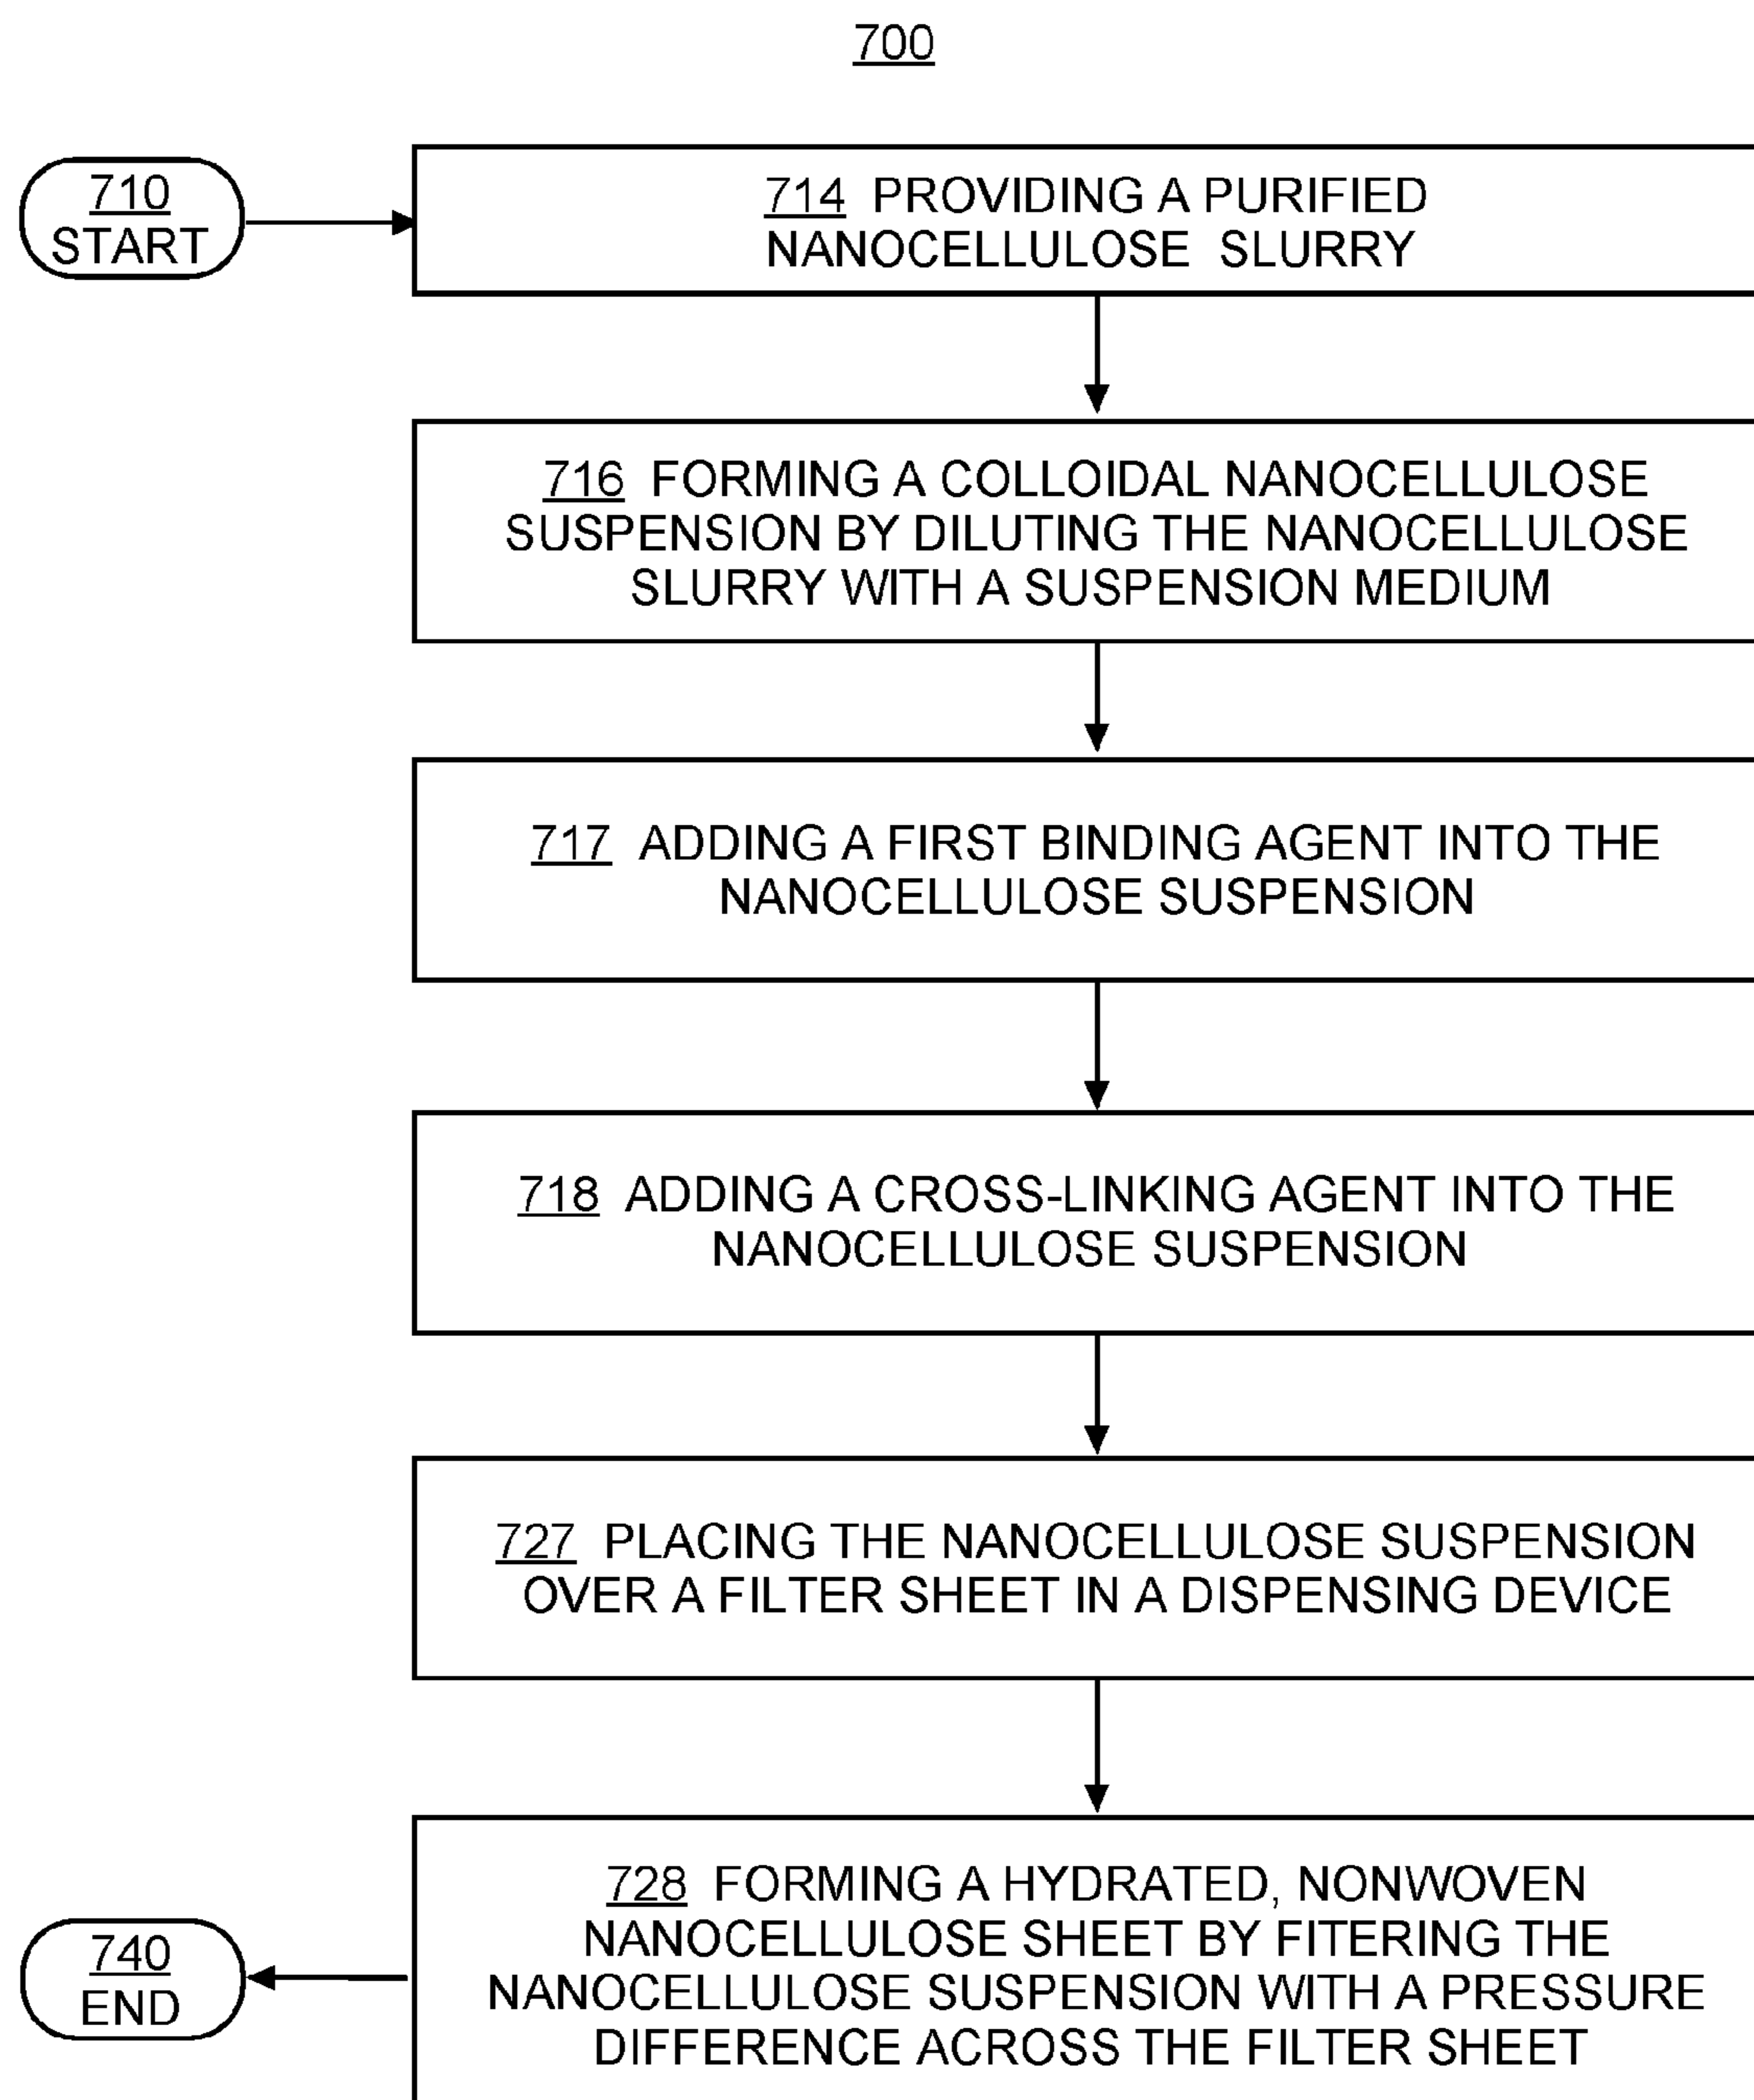 700
710
START
714 PROVIDING A PURIFIED
NANOCELLULOSE SLURRY
716 FORMING A COLLOIDAL NANOCELLULOSE
SUSPENSION BY DILUTING THE NANOCELLULOSE
SLURRY WITH A SUSPENSION MEDIUM
717 ADDING A FIRST BINDING AGENT INTO THE
NANOCELLULOSE SUSPENSION
718 ADDING A CROSS-LINKING AGENT INTO THE
NANOCELLULOSE SUSPENSION
727 PLACING THE NANOCELLULOSE SUSPENSION
OVER A FILTER SHEET IN A DISPENSING DEVICE
728 FORMING A HYDRATED, NONWOVEN
NANOCELLULOSE SHEET BY FITERING THE
NANOCELLULOSE SUSPENSION WITH A PRESSURE
DIFFERENCE ACROSS THE FILTER SHEET
740
END